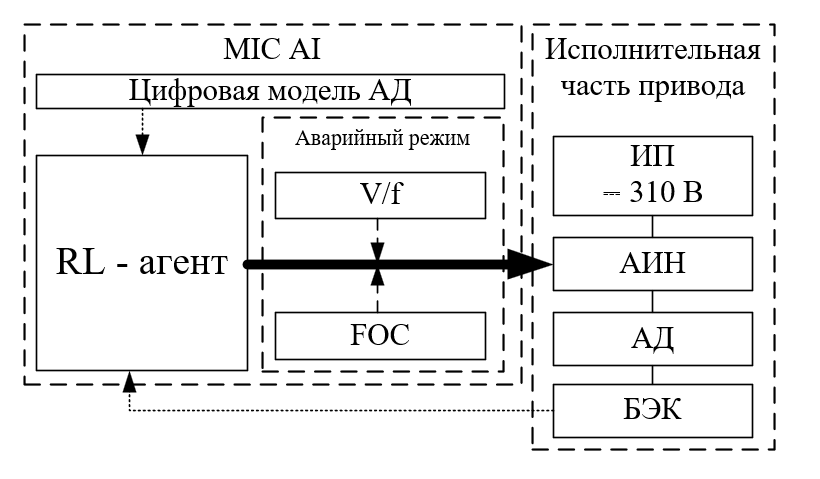 MIC AI
Цифровая модель АД
Аварийный режим
V/f
RL - агент
FOC
Исполнительная
часть привода
ИП
⎓ 310 В
АИН
АД
БЭК